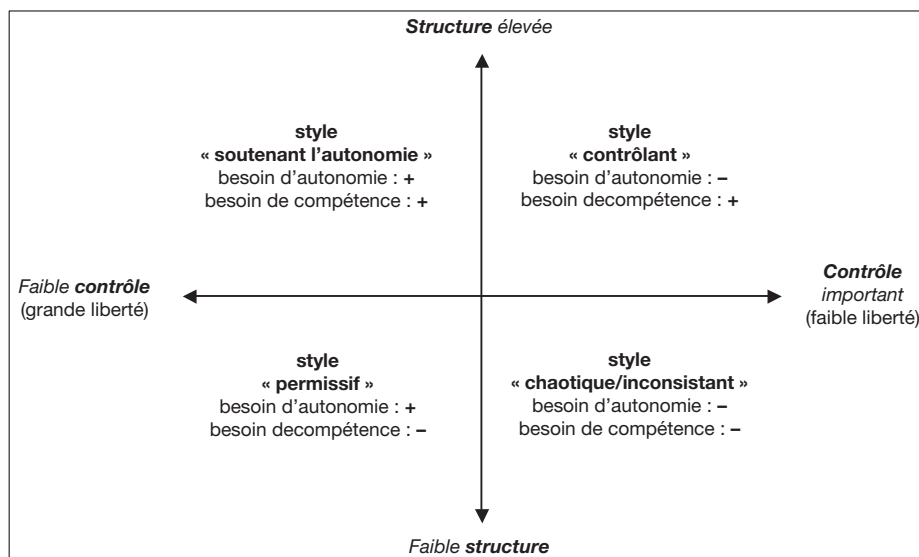 Structure élevée
style
« soutenant l'autonomie »
besoin d'autonomie : +
besoin de compétence : +
style
« contrôlant »
besoin d'autonomie : –
besoin decompétence : +
Faible contrôle
(grande liberté)
Contrôle
important
(faible liberté)
style
« permissif »
besoin d'autonomie : +
besoin decompétence : –
style
« chaotique/inconsistant »
besoin d'autonomie : –
besoin de compétence : –
Faible structure